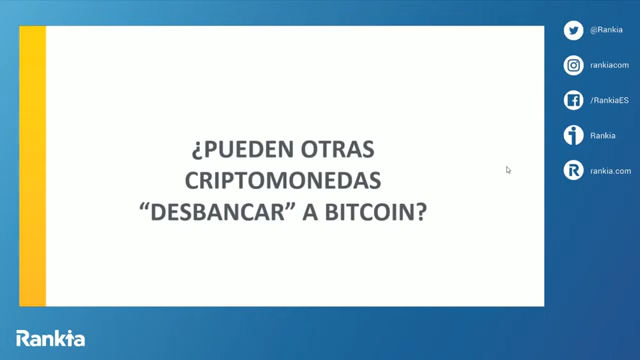 ¿PUEDEN OTRAS
CRIPTOMONEDAS
“DESBANCAR” A BITCOIN?
@Rankia
rankiacom
/RankiaES
Rankia
rankia.com
Rankia